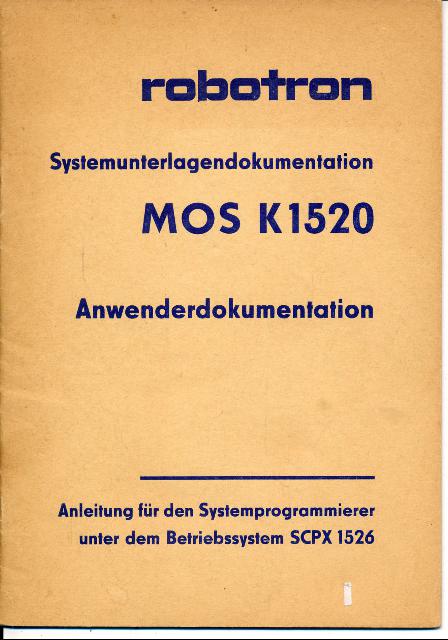 robotron
Systemunterlagendokumentation
MOS K1520
Anwenderdokumentation
Anleitung für den Systemprogrammierer
unter dem Betriebssystem SCPX 1526